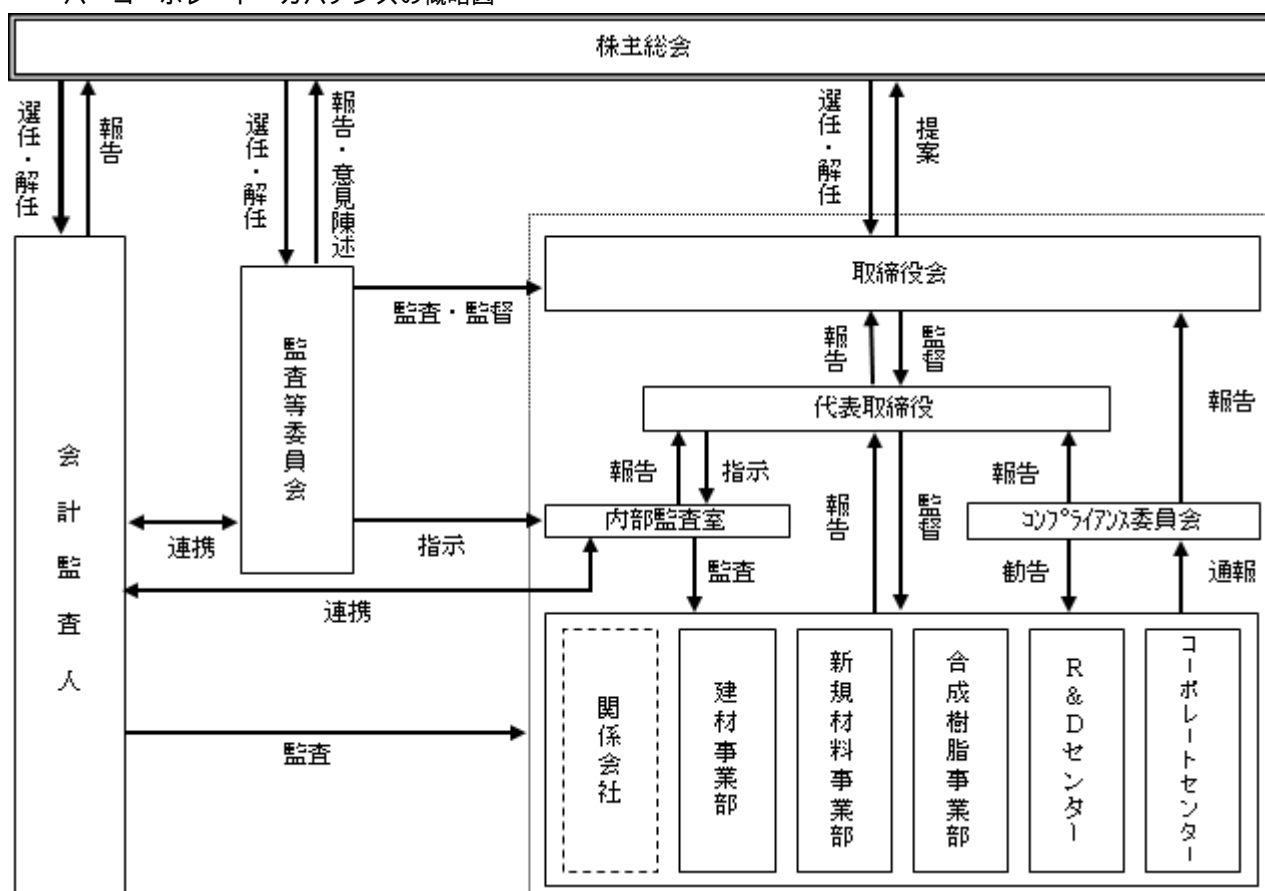 株主総会
選任・解任
報告
選任・解任
報告・意見陳述
選任・解任
提案
取締役会
監査・監督
報告
監督
報告
監査等委員会
代表取締役
会計監査人
報告
指示
報告
監督
報告
内部監査室
コンプライアンス委員会
連携
指示
監査
勧告
通報
連携
関係会社
建材事業部
新規材料事業部
合成樹脂事業部
R&Dセンター
コーポレートセンター
監査